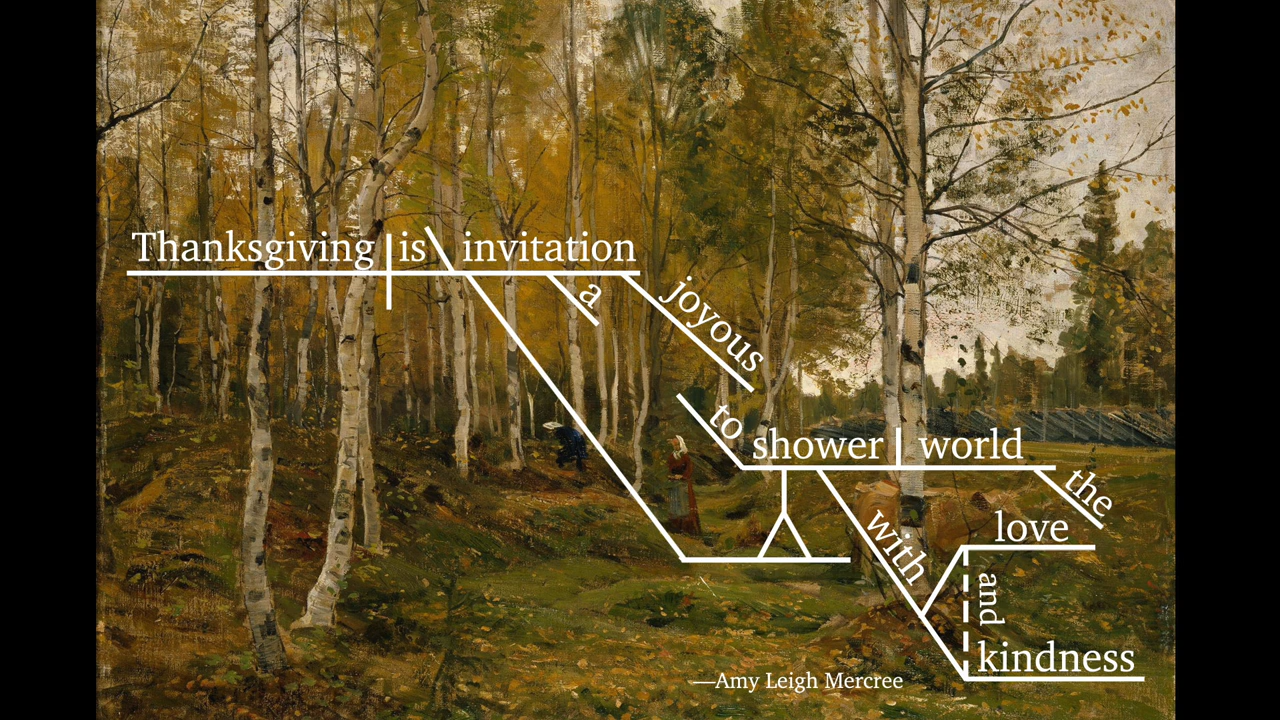 Thanksgiving is invitation
a
joyous
to shower world
the
with
love
and
kindness
—Amy Leigh Mercree